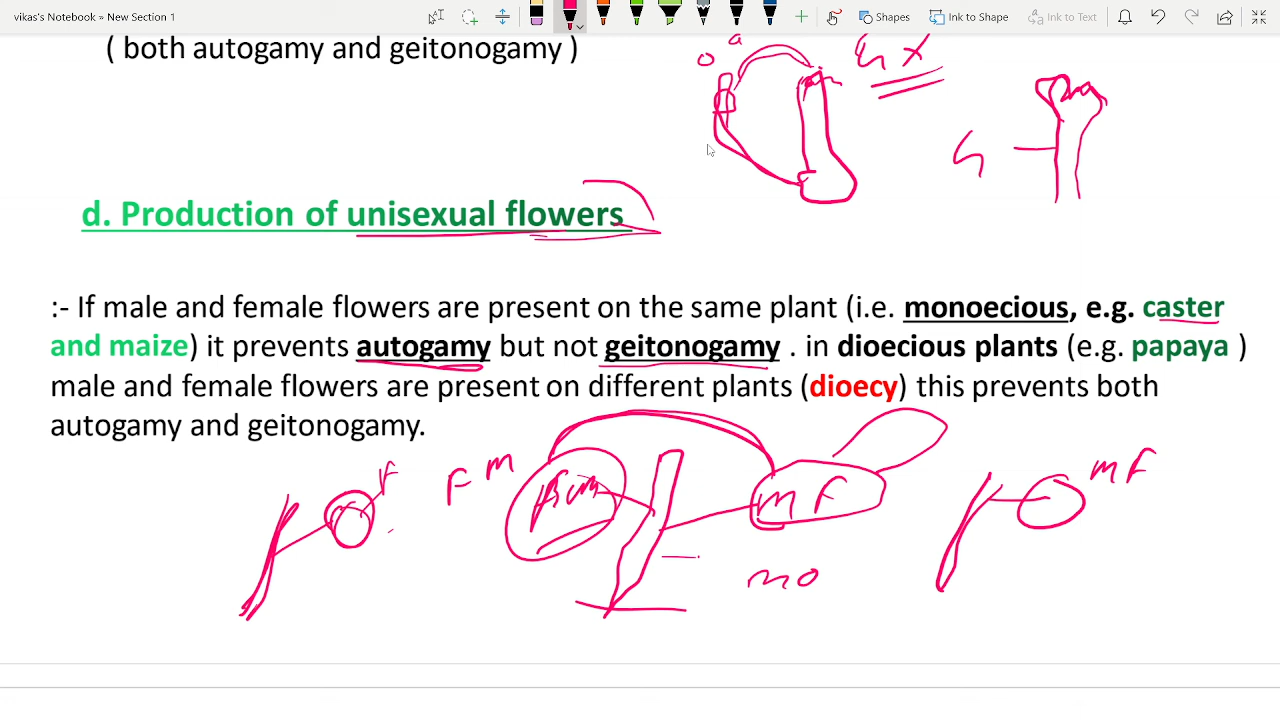 vikas's Notebook » New Section 1
Shapes
Ink to Shape
Ink to Text
( both autogamy and geitonogamy )
o a
d. Production of unisexual flowers
:- If male and female flowers are present on the same plant (i.e. monoecious, e.g. caster
and maize) it prevents autogamy but not geitonogamy . in dioecious plants (e.g. papaya )
male and female flowers are present on different plants (dioecy) this prevents both
autogamy and geitonogamy.
F
F M
m F
m F
mo